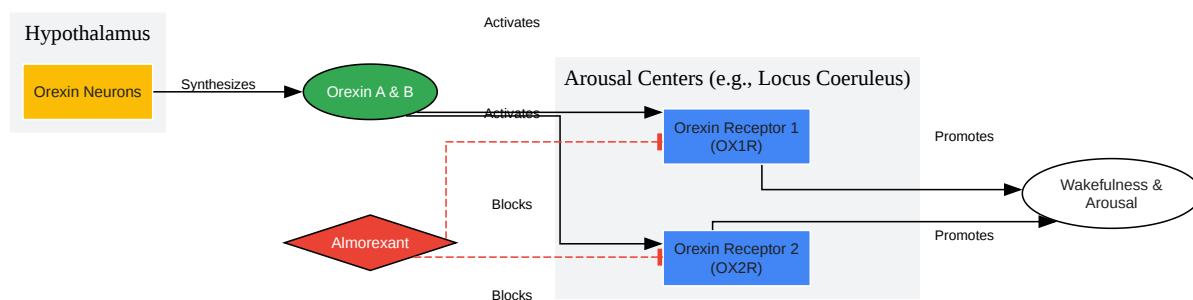 Activates
Hypothalamus
Orexin Neurons
Synthesizes
Orexin A & B
Activates
Arousal Centers (e.g., Locus Coeruleus)
Orexin Receptor 1
(OX1R)
Promotes
Wakefulness &
Arousal
Blocks
Almorexant
Orexin Receptor 2
(OX2R)
Promotes
Blocks